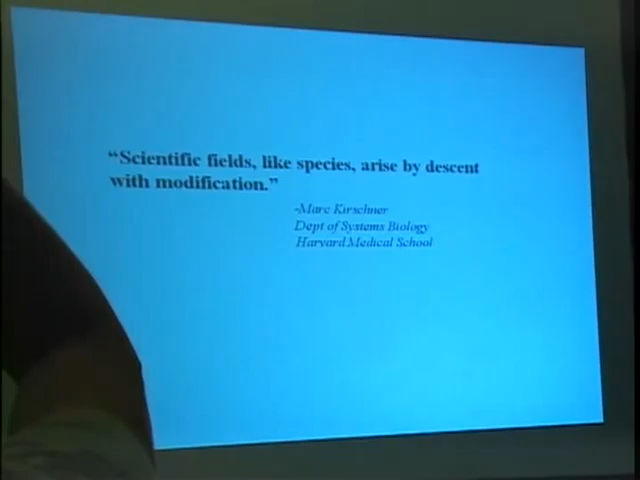 “Scientific fields, like species, arise by descent
with modification.”
-Marc Kirschner
Dept of Systems Biology
Harvard Medical School